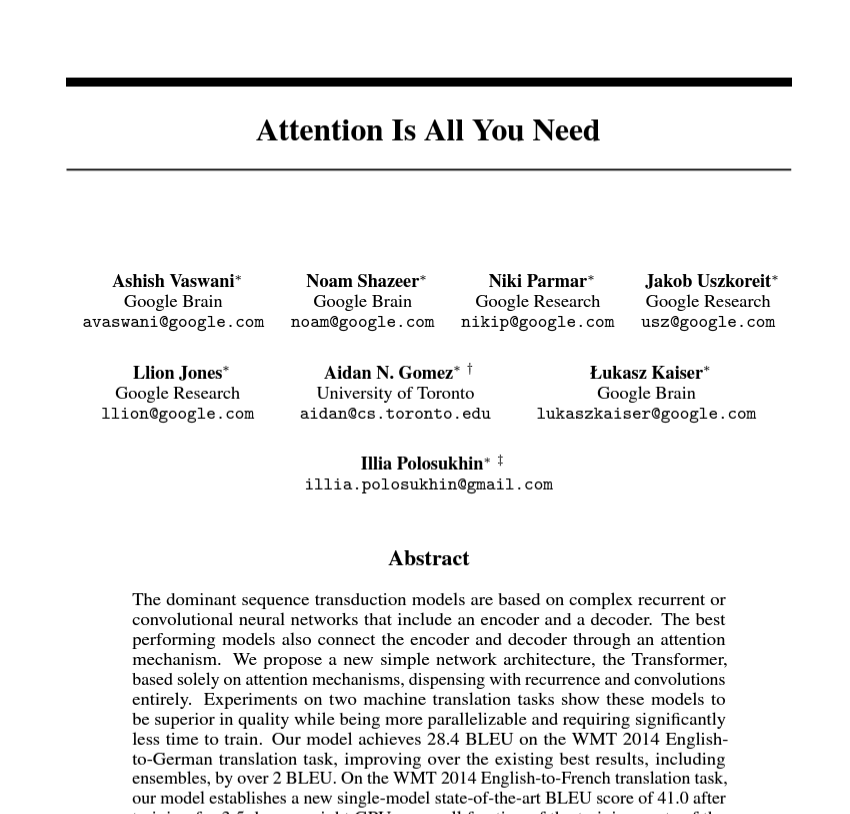 Attention Is All You Need
Ashish Vaswani* Noam Shazeer* Niki Parmar* Jakob Uszkoreit*
Google Brain Google Brain Google Research Google Research
avaswani@google.com noam@google.com nikip@google.com usz@google.com
Llion Jones* Aidan N. Gomez* † Łukasz Kaiser*
Google Research University of Toronto Google Brain
llion@google.com aidan@cs.toronto.edu lukaszkaiser@google.com
Illia Polosukhin* ‡
illia.polosukhin@gmail.com
Abstract
The dominant sequence transduction models are based on complex recurrent or
convolutional neural networks that include an encoder and a decoder. The best
performing models also connect the encoder and decoder through an attention
mechanism. We propose a new simple network architecture, the Transformer,
based solely on attention mechanisms, dispensing with recurrence and convolutions
entirely. Experiments on two machine translation tasks show these models to
be superior in quality while being more parallelizable and requiring significantly
less time to train. Our model achieves 28.4 BLEU on the WMT 2014 English-
to-German translation task, improving over the existing best results, including
ensembles, by over 2 BLEU. On the WMT 2014 English-to-French translation task,
our model establishes a new single-model state-of-the-art BLEU score of 41.0 after